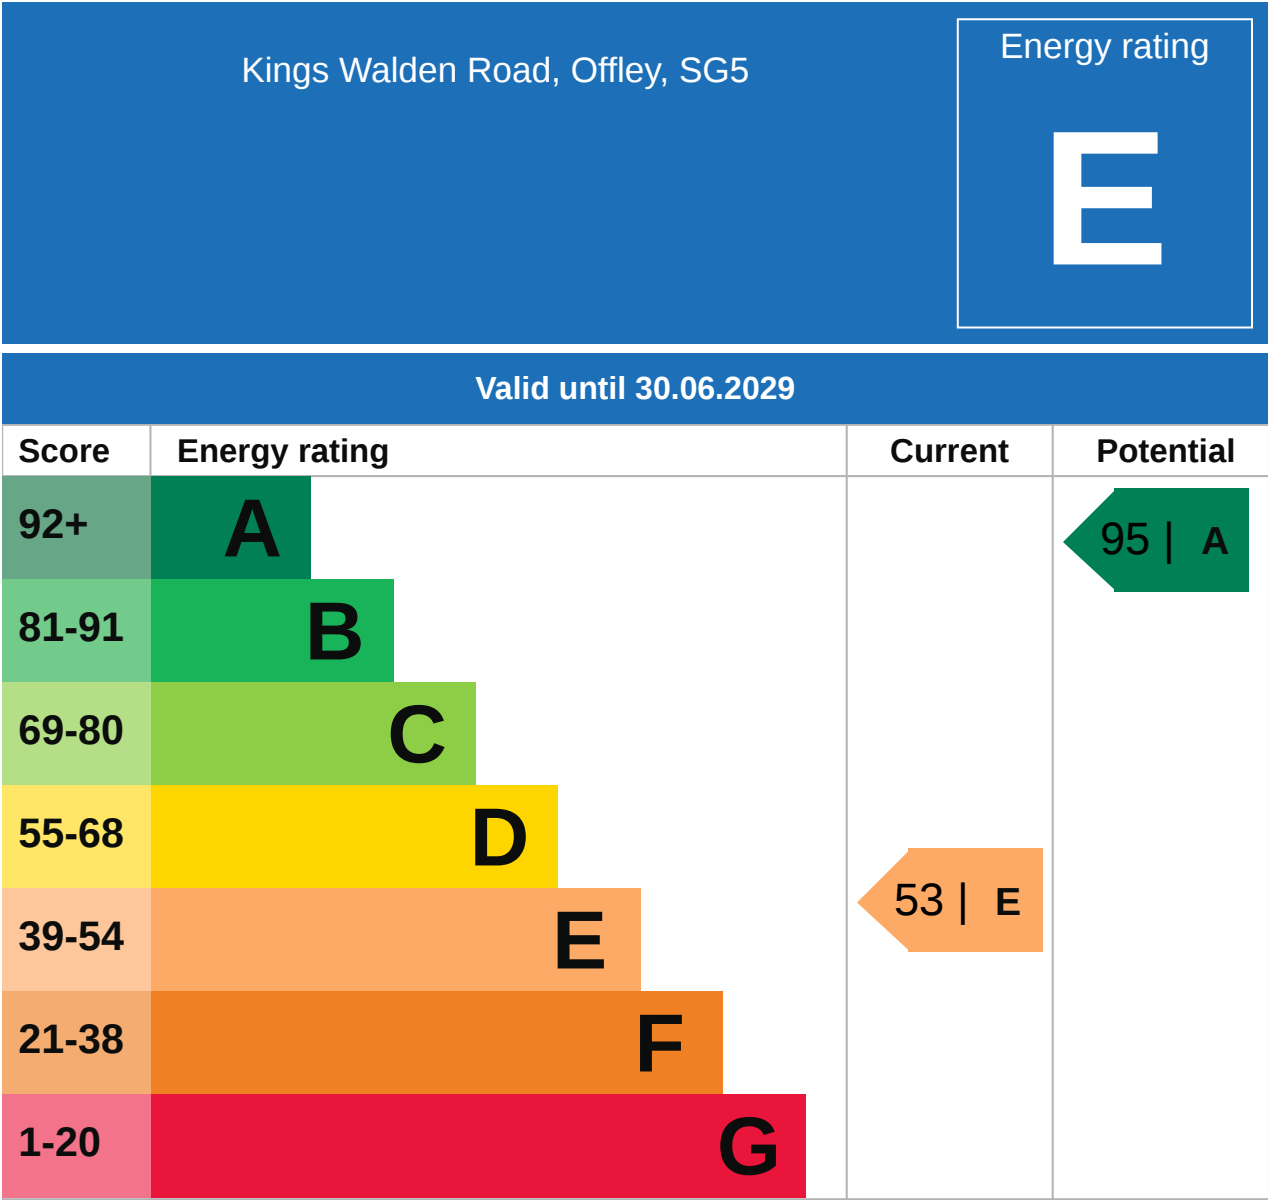 Kings Walden Road, Offley, SG5
Energy rating
E
Valid until 30.06.2029
Score Energy rating Current Potential
92+ A 95 | A
81-91 B
69-80 C
55-68 D
39-54 E 53 | E
21-38 F
1-20 G